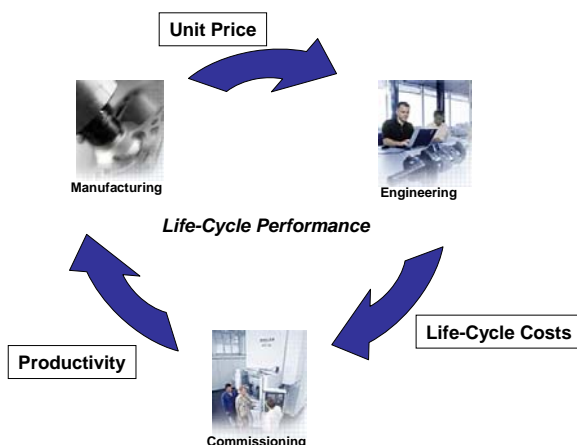 Unit Price
Manufacturing
Engineering
Life-Cycle Performance
Life-Cycle Costs
Productivity
Commissioning